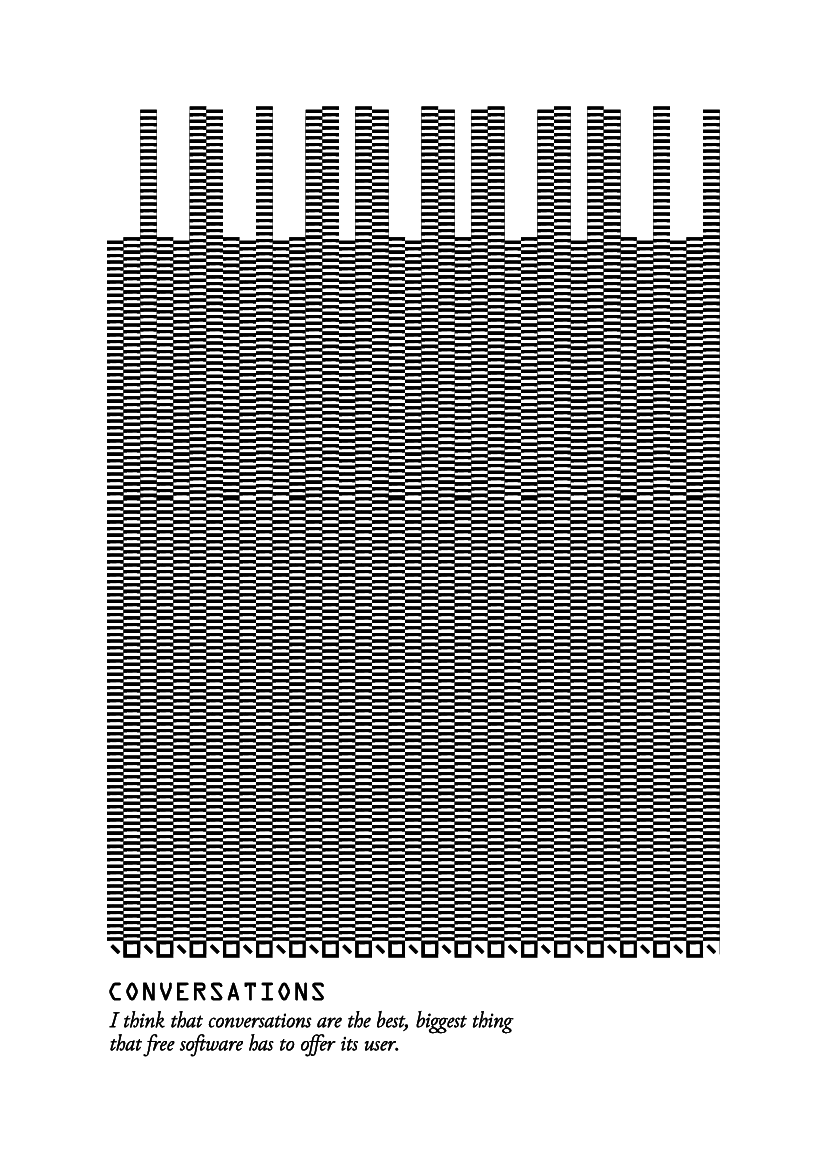 CONVERSATIONS
I think that conversations are the best, biggest thing
that free software has to offer its user.